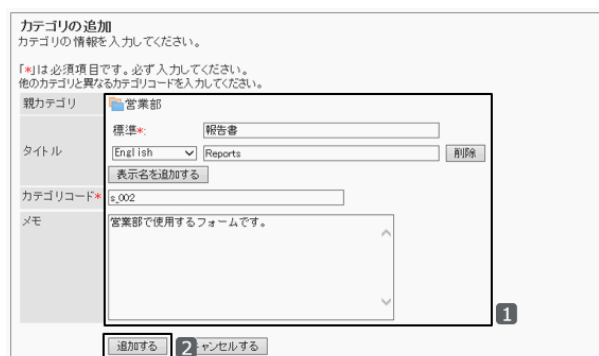 カテゴリの追加
カテゴリの情報を入力してください。
「*」は必須項目です。必ず入力してください。
他のカテゴリと異なるカテゴリコードを入力してください。
親カテゴリ 営業部
標準*: 報告書
タイトル English Reports 削除
表示名を追加する
カテゴリコード* s_002
メモ 営業部で使用するフォームです。
1
追加する 2 ャンセルする